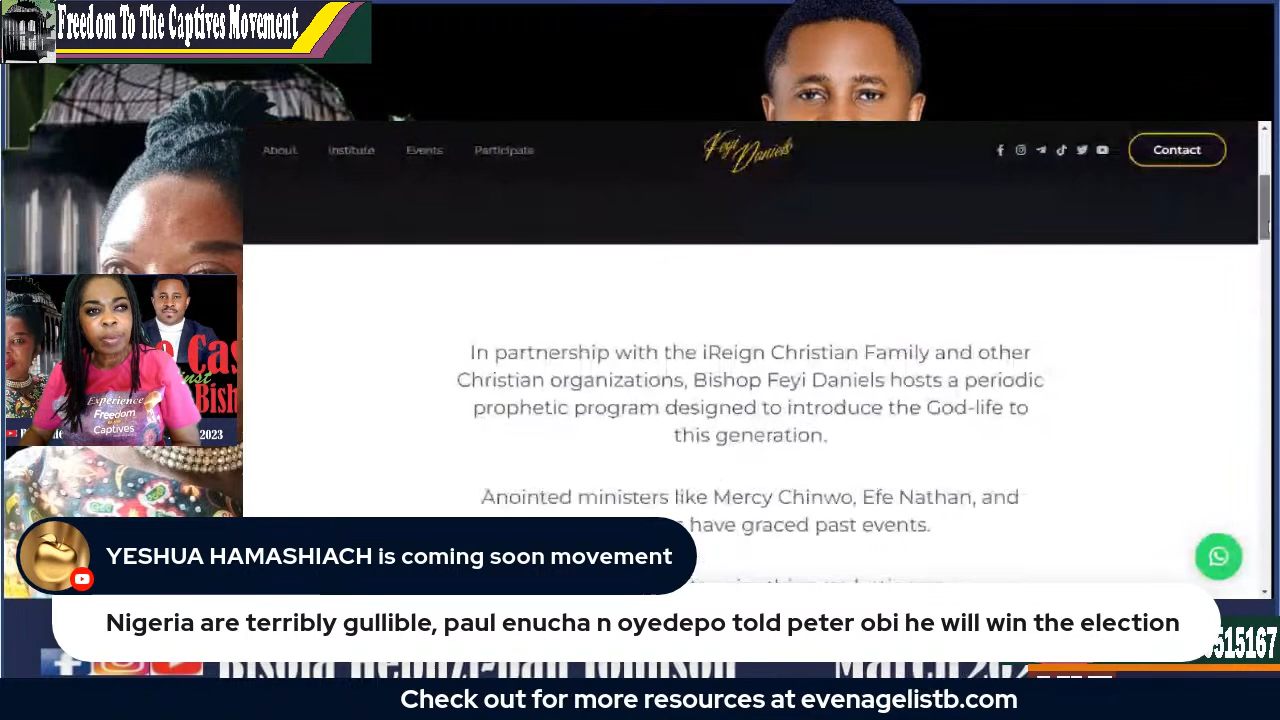 Freedom To The Captives Movement
About Institute Events Participate
Feyi Daniels
Contact
In partnership with the iReign Christian Family and other
Christian organizations, Bishop Feyi Daniels hosts a periodic
prophetic program designed to introduce the God-life to
this generation.
Anointed ministers like Mercy Chinwo, Efe Nathan, and
have graced past events.
Experience
Freedom
Captives
Bish
2023
YESHUA HAMASHIACH is coming soon movement
Nigeria are terribly gullible, paul enucha n oyedepo told peter obi he will win the election
515167
Check out for more resources at evenagelistb.com